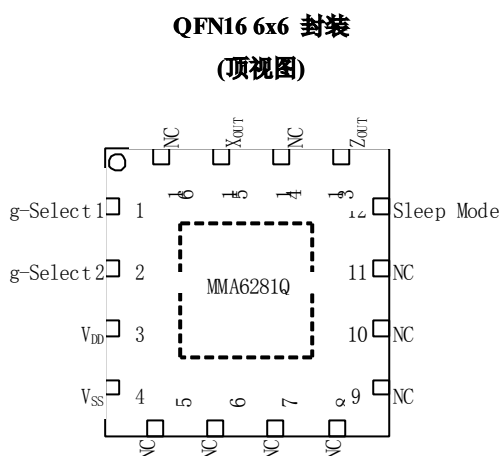 QFN16 6x6 封装
(顶视图)
NC
XOUT
NC
ZOUT
16
15
14
13
g-Select1
1
12
Sleep Mode
g-Select2
2
MMA6281Q
11
NC
VDD
3
10
NC
VSS
4
5
6
7
8
9
NC
NC
NC
NC
NC